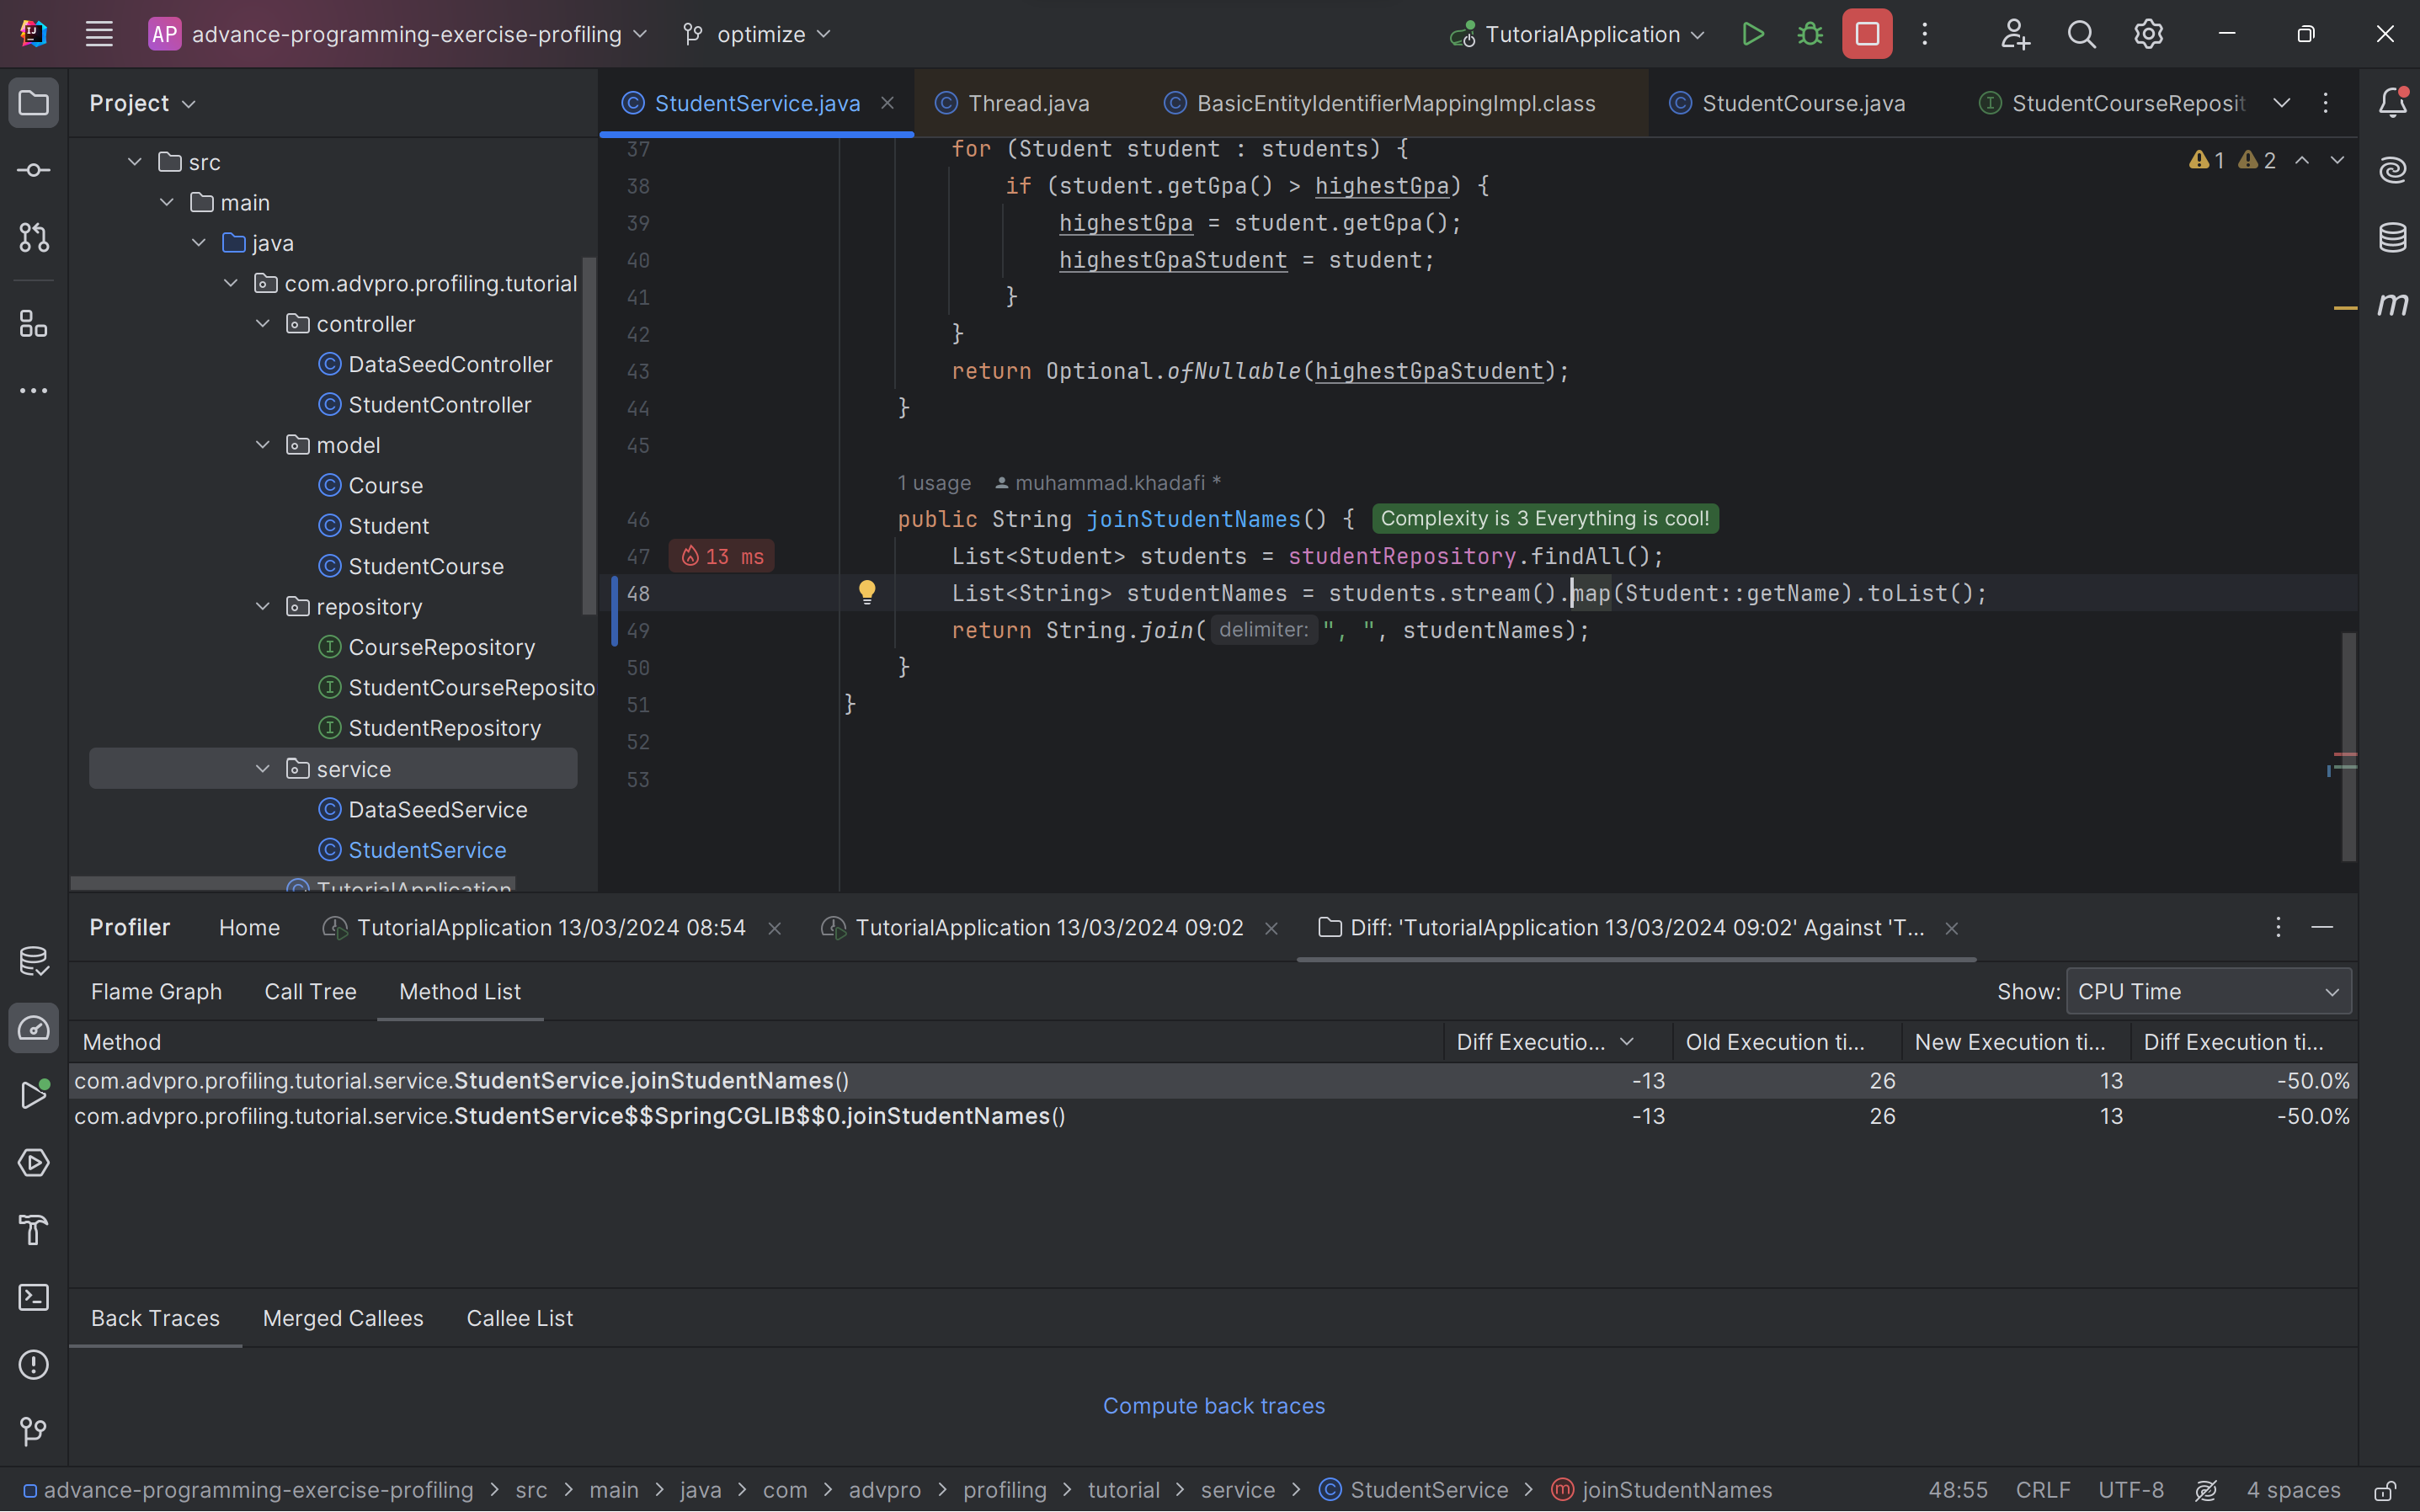 AP advance-programming-exercise-profiling optimize TutorialApplication
Project
StudentService.java Thread.java BasicEntityIdentifierMappingImpl.class StudentCourse.java StudentCourseReposit
src
main
java
com.advpro.profiling.tutorial
controller
DataSeedController
StudentController
model
Course
Student
StudentCourse
repository
CourseRepository
StudentCourseReposito
StudentRepository
service
DataSeedService
StudentService
TutorialApplication
1 2
37 for (Student student : students) {
38 if (student.getGpa() > highestGpa) {
39 highestGpa = student.getGpa();
40 highestGpaStudent = student;
41 }
42 }
43 return Optional.ofNullable(highestGpaStudent);
44 }
45
1 usage muhammad.khadafi *
46 public String joinStudentNames() { Complexity is 3 Everything is cool!
47 13 ms List<Student> students = studentRepository.findAll();
48 List<String> studentNames = students.stream().map(Student::getName).toList();
49 return String.join( delimiter: ", ", studentNames);
50 }
51 }
52
53
m
Profiler Home TutorialApplication 13/03/2024 08:54 TutorialApplication 13/03/2024 09:02 Diff: 'TutorialApplication 13/03/2024 09:02' Against 'T...
Flame Graph Call Tree Method List Show: CPU Time
Method Diff Executio... Old Execution ti... New Execution ti... Diff Execution ti...
com.advpro.profiling.tutorial.service.StudentService.joinStudentNames() -13 26 13 -50.0%
com.advpro.profiling.tutorial.service.StudentService$$SpringCGLIB$$0.joinStudentNames() -13 26 13 -50.0%
Back Traces Merged Callees Callee List
Compute back traces
advance-programming-exercise-profiling > src > main > java > com > advpro > profiling > tutorial > service > StudentService > joinStudentNames 48:55 CRLF UTF-8 4 spaces